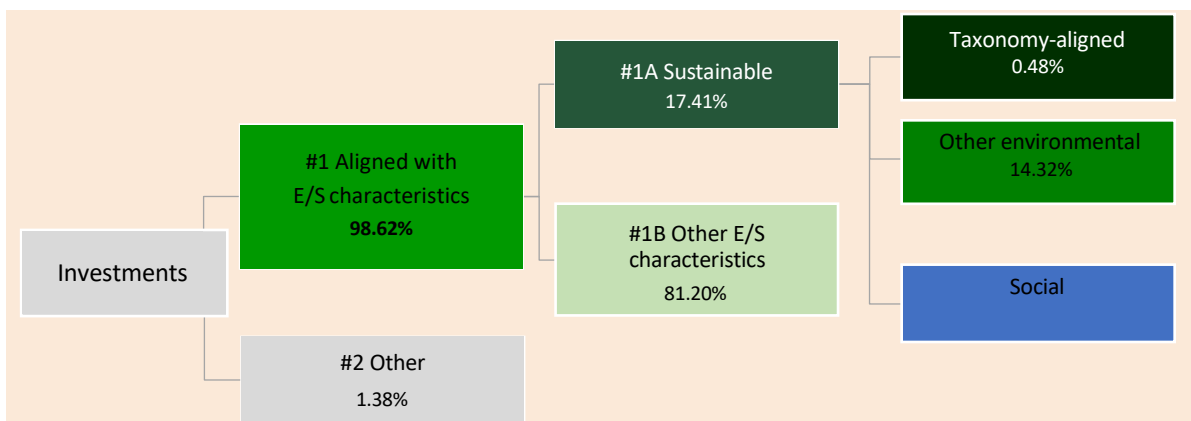 Investments
#1 Aligned with
E/S characteristics
98.62%
#2 Other
1.38%
#1A Sustainable
17.41%
#1B Other E/S
characteristics
81.20%
Taxonomy-aligned
0.48%
Other environmental
14.32%
Social